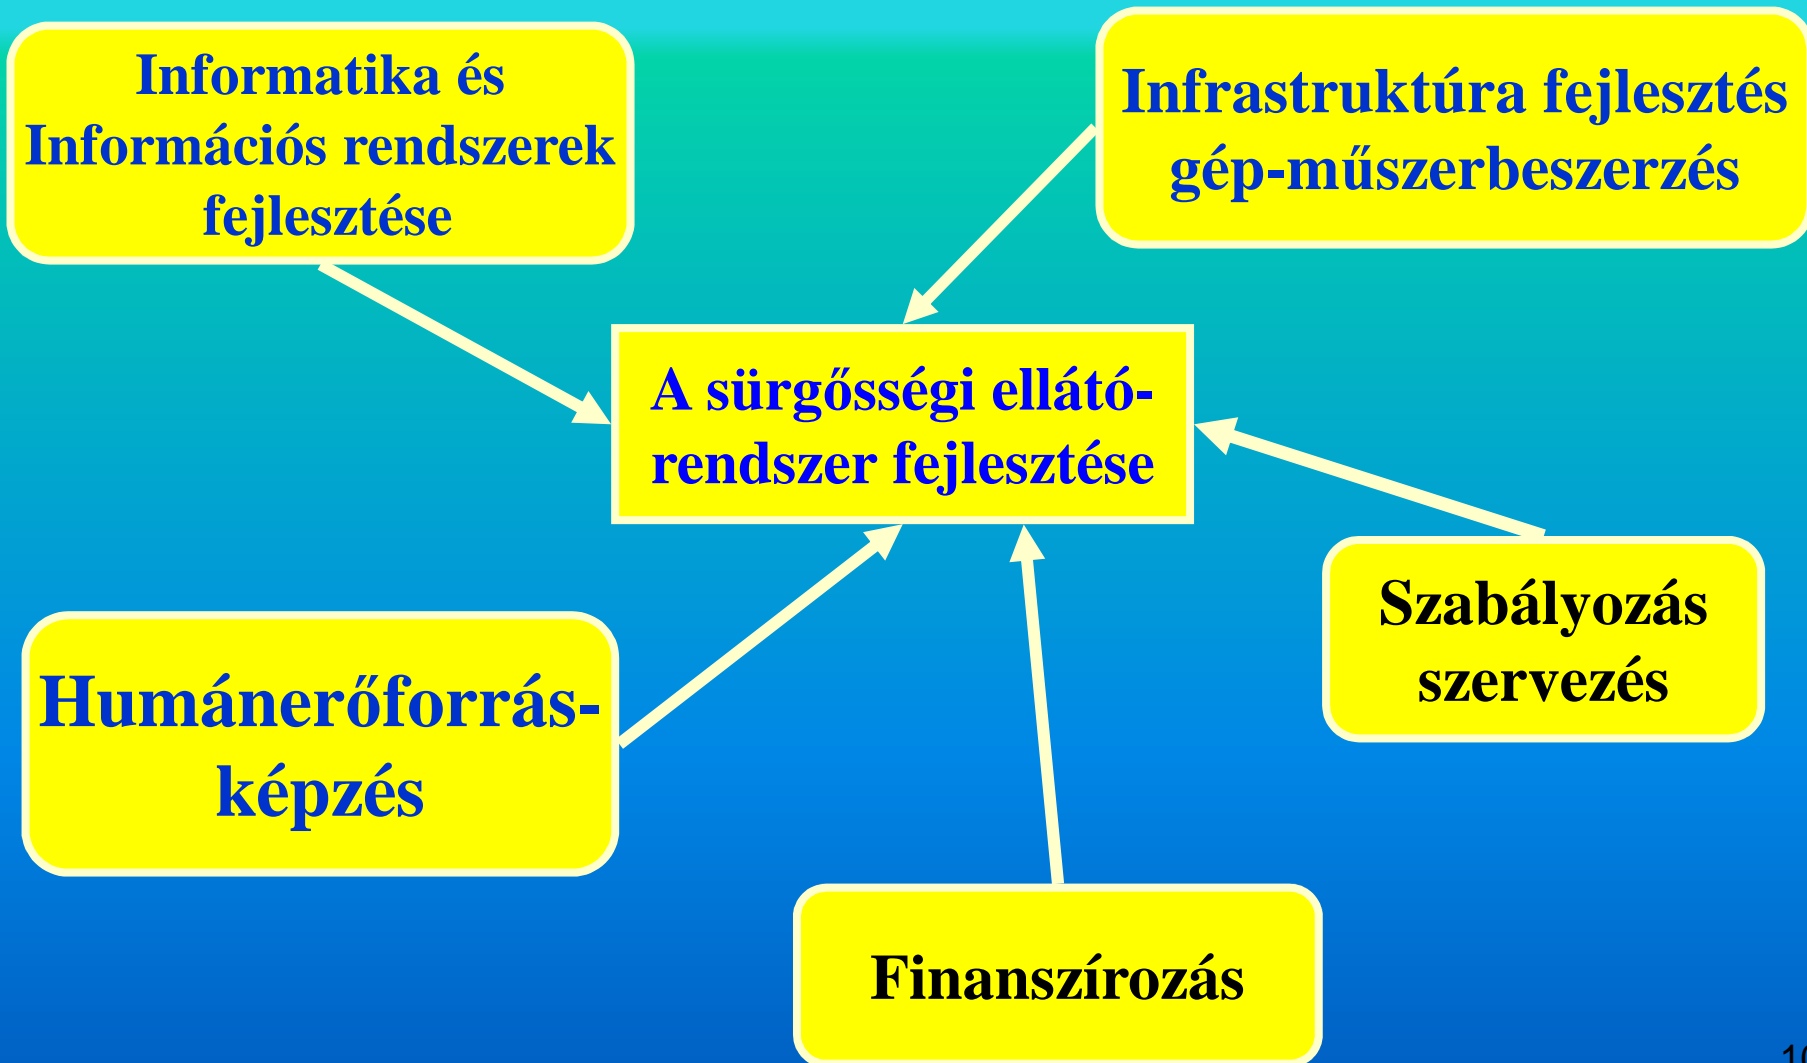 Informatika és
Információs rendszerek
fejlesztése
Infrastruktúra fejlesztés
gép-műszerbeszerzés
A sürgősségi ellátó-
rendszer fejlesztése
Szabályozás
szervezés
Humánerőforrás-
képzés
Finanszírozás